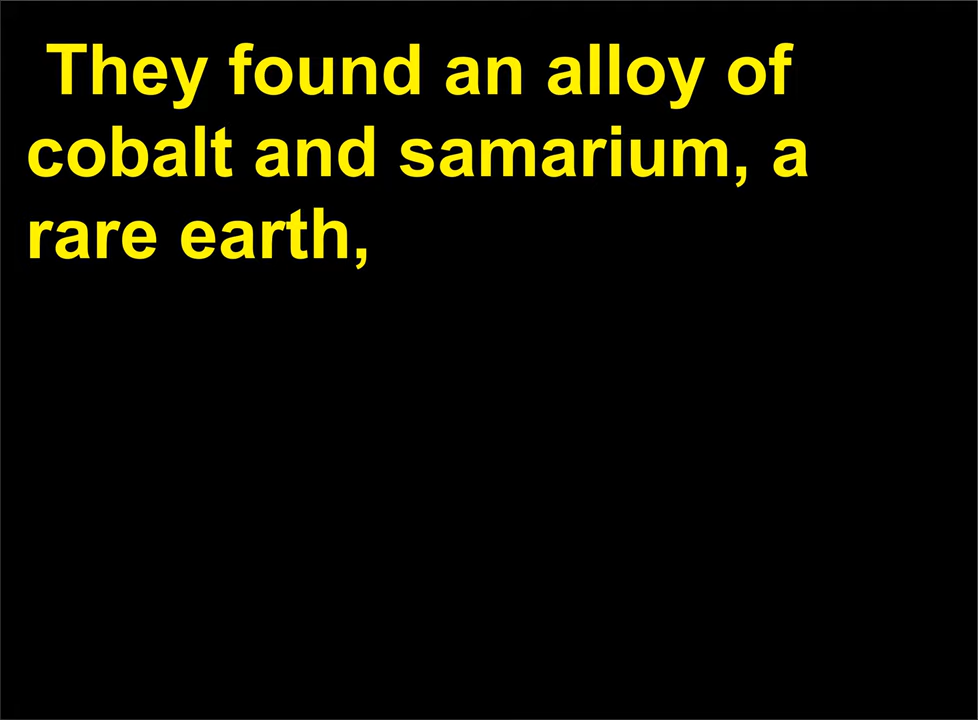 They found an alloy of
cobalt and samarium, a
rare earth,